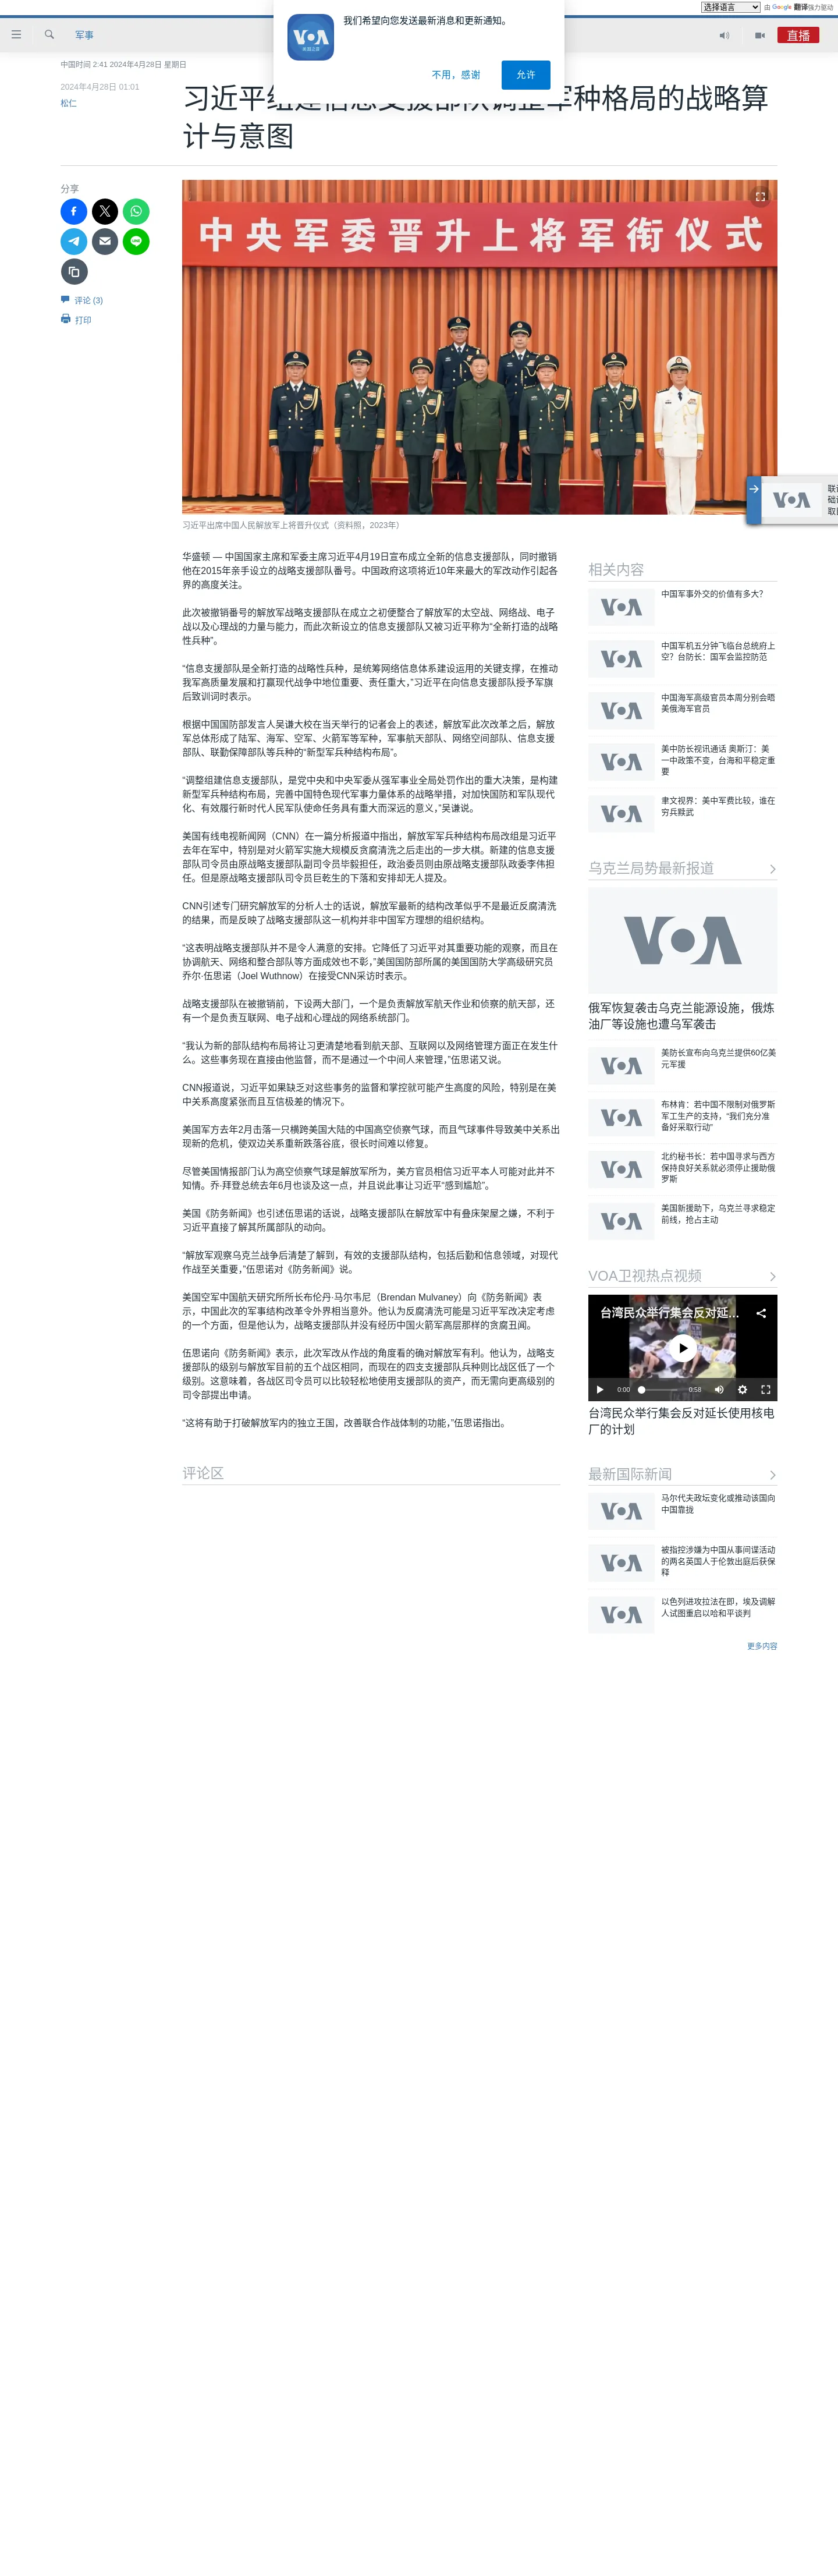 选择语言
由 Google 翻译强力驱动
军事
直播
VOA
美国之音
我们希望向您发送最新消息和更新通知。
不用，感谢
允许
中国时间 2:41 2024年4月28日 星期日
2024年4月28日 01:01
松仁
计与意图
分享
评论 (3)
打印
中央军委晋升上将军衔仪式
习近平出席中国人民解放军上将晋升仪式（资料照，2023年）
华盛顿 — 中国国家主席和军委主席习近平4月19日宣布成立全新的信息支援部队，同时撤销
他在2015年亲手设立的战略支援部队番号。中国政府这项将近10年来最大的军改动作引起各
界的高度关注。
此次被撤销番号的解放军战略支援部队在成立之初便整合了解放军的太空战、网络战、电子
战以及心理战的力量与能力，而此次新设立的信息支援部队又被习近平称为“全新打造的战略
性兵种”。
“信息支援部队是全新打造的战略性兵种，是统筹网络信息体系建设运用的关键支撑，在推动
我军高质量发展和打赢现代战争中地位重要、责任重大，”习近平在向信息支援部队授予军旗
后致训词时表示。
根据中国国防部发言人吴谦大校在当天举行的记者会上的表述，解放军此次改革之后，解放
军总体形成了陆军、海军、空军、火箭军等军种，军事航天部队、网络空间部队、信息支援
部队、联勤保障部队等兵种的“新型军兵种结构布局”。
“调整组建信息支援部队，是党中央和中央军委从强军事业全局处罚作出的重大决策，是构建
新型军兵种结构布局，完善中国特色现代军事力量体系的战略举措，对加快国防和军队现代
化、有效履行新时代人民军队使命任务具有重大而深远的意义，”吴谦说。
美国有线电视新闻网（CNN）在一篇分析报道中指出，解放军军兵种结构布局改组是习近平
去年在军中，特别是对火箭军实施大规模反贪腐清洗之后走出的一步大棋。新建的信息支援
部队司令员由原战略支援部队副司令员毕毅担任，政治委员则由原战略支援部队政委李伟担
任。但是原战略支援部队司令员巨乾生的下落和安排却无人提及。
CNN引述专门研究解放军的分析人士的话说，解放军最新的结构改革似乎不是最近反腐清洗
的结果，而是反映了战略支援部队这一机构并非中国军方理想的组织结构。
“这表明战略支援部队并不是令人满意的安排。它降低了习近平对其重要功能的观察，而且在
协调航天、网络和整合部队等方面成效也不彰，”美国国防部所属的美国国防大学高级研究员
乔尔·伍思诺（Joel Wuthnow）在接受CNN采访时表示。
战略支援部队在被撤销前，下设两大部门，一个是负责解放军航天作业和侦察的航天部，还
有一个是负责互联网、电子战和心理战的网络系统部门。
“我认为新的部队结构布局将让习更清楚地看到航天部、互联网以及网络管理方面正在发生什
么。这些事务现在直接由他监督，而不是通过一个中间人来管理，”伍思诺又说。
CNN报道说，习近平如果缺乏对这些事务的监督和掌控就可能产生高度的风险，特别是在美
中关系高度紧张而且互信极差的情况下。
美国军方去年2月击落一只横跨美国大陆的中国高空侦察气球，而且气球事件导致美中关系出
现新的危机，使双边关系重新跌落谷底，很长时间难以修复。
尽管美国情报部门认为高空侦察气球是解放军所为，美方官员相信习近平本人可能对此并不
知情。乔·拜登总统去年6月也谈及这一点，并且说此事让习近平“感到尴尬”。
美国《防务新闻》也引述伍思诺的话说，战略支援部队在解放军中有叠床架屋之嫌，不利于
习近平直接了解其所属部队的动向。
“解放军观察乌克兰战争后清楚了解到，有效的支援部队结构，包括后勤和信息领域，对现代
作战至关重要，”伍思诺对《防务新闻》说。
美国空军中国航天研究所所长布伦丹·马尔韦尼（Brendan Mulvaney）向《防务新闻》表
示，中国此次的军事结构改革令外界相当意外。他认为反腐清洗可能是习近平军改决定考虑
的一个方面，但是他认为，战略支援部队并没有经历中国火箭军高层那样的贪腐丑闻。
伍思诺向《防务新闻》表示，此次军改从作战的角度看的确对解放军有利。他认为，战略支
援部队的级别与解放军目前的五个战区相同，而现在的四支支援部队兵种则比战区低了一个
级别。这意味着，各战区司令员可以比较轻松地使用支援部队的资产，而无需向更高级别的
司令部提出申请。
“这将有助于打破解放军内的独立王国，改善联合作战体制的功能，”伍思诺指出。
评论区
相关内容
VOA
中国军事外交的价值有多大?
VOA
中国军机五分钟飞临台总统府上
空？台防长：国军会监控防范
VOA
中国海军高级官员本周分别会晤
美俄海军官员
VOA
美中防长视讯通话 奥斯汀：美
一中政策不变，台海和平稳定重
要
VOA
聿文视界：美中军费比较，谁在
穷兵黩武
VOA
乌克兰局势最新报道
VOA
俄军恢复袭击乌克兰能源设施，俄炼
油厂等设施也遭乌军袭击
VOA
美防长宣布向乌克兰提供60亿美
元军援
VOA
布林肯：若中国不限制对俄罗斯
军工生产的支持，“我们充分准
备好采取行动”
VOA
北约秘书长：若中国寻求与西方
保持良好关系就必须停止援助俄
罗斯
VOA
美国新援助下，乌克兰寻求稳定
前线，抢占主动
VOA卫视热点视频
台湾民众举行集会反对延...
0:00
0:58
台湾民众举行集会反对延长使用核电
厂的计划
最新国际新闻
VOA
马尔代夫政坛变化或推动该国向
中国靠拢
VOA
被指控涉嫌为中国从事间谍活动
的两名英国人于伦敦出庭后获保
释
VOA
以色列进攻拉法在即，埃及调解
人试图重启以哈和平谈判
更多内容